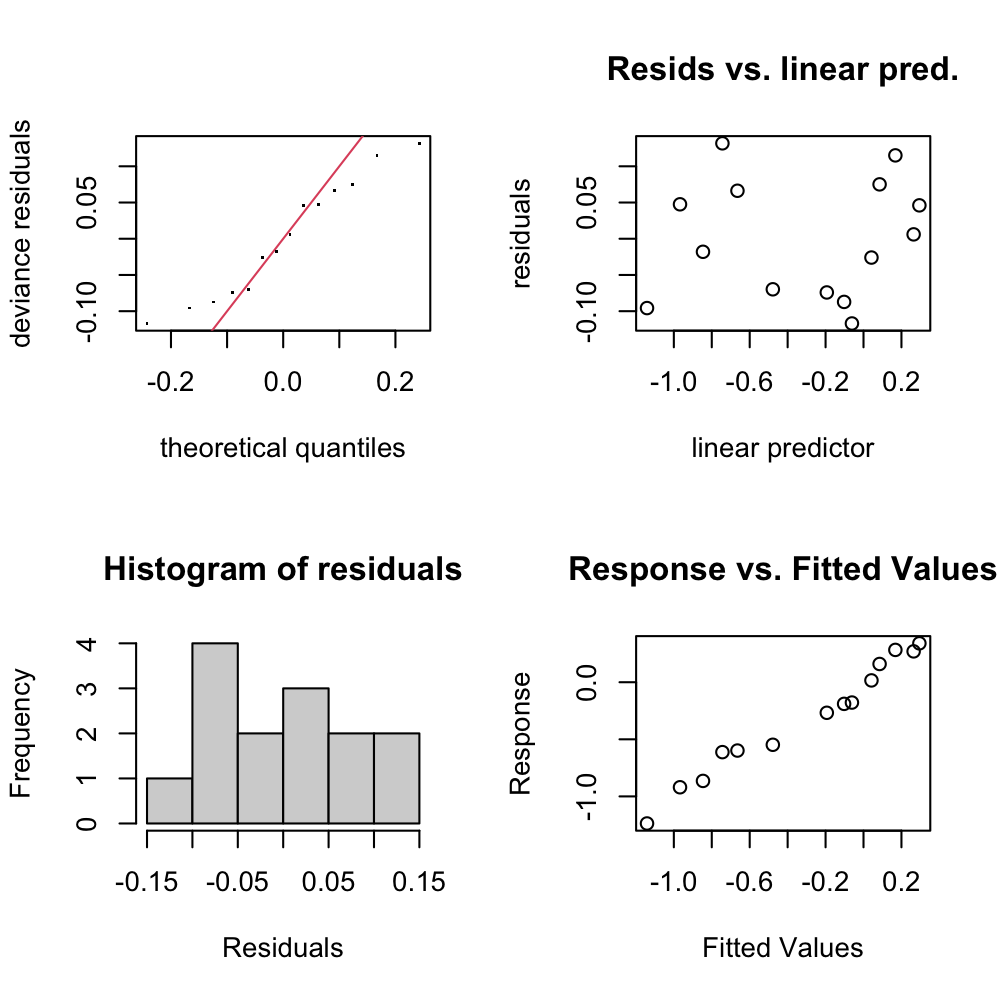 deviance residuals
0.05
-0.10
-0.2 0.0 0.2
theoretical quantiles
Resids vs. linear pred.
residuals
0.05
-0.10
-1.0 -0.6 -0.2 0.2
linear predictor
Histogram of residuals
Frequency
4
3
2
1
0
-0.15 -0.05 0.05 0.15
Residuals
Response vs. Fitted Values
Response
0.0
-1.0
-1.0 -0.6 -0.2 0.2
Fitted Values